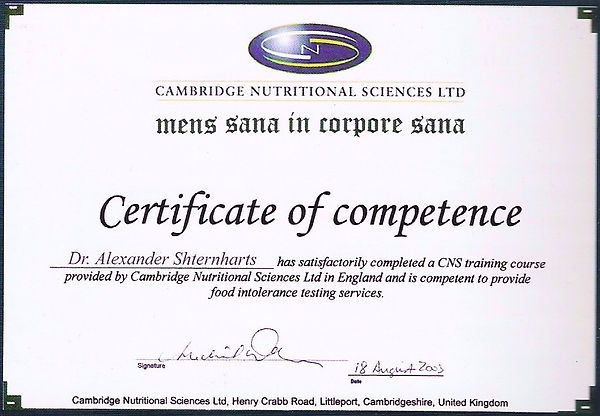 N
CAMBRIDGE NUTRITIONAL SCIENCES LTD
mens sana in corpore sana
Certificate of competence
Dr. Alexander Shternharts has satisfactorily completed a CNS training course
provided by Cambridge Nutritional Sciences Ltd in England and is competent to provide
food intolerance testing services.
18 August 2003
Signature
Date
Cambridge Nutritional Sciences Ltd, Henry Crabb Road, Littleport, Cambridgeshire, United Kingdom